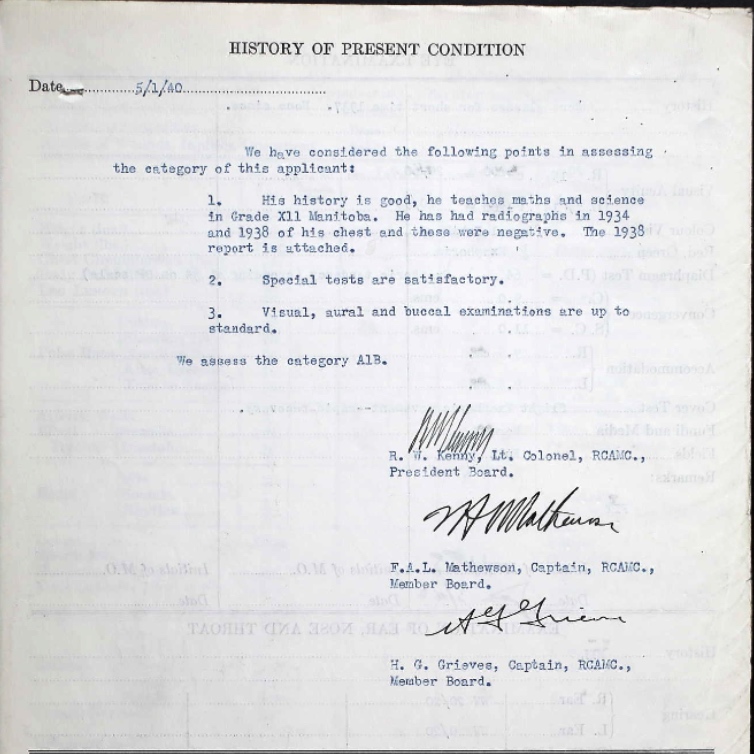 HISTORY OF PRESENT CONDITION
Date 5/1/40
We have considered the following points in assessing
the category of this applicant:
1. His history is good, he teaches maths and science
in Grade X11 Manitoba. He has had radiographs in 1934
and 1938 of his chest and these were negative. The 1938
report is attached.
2. Special tests are satisfactory.
3. Visual, aural and buccal examinations are up to
standard.
We assess the category A1B.
R. W. Kenny, Lt. Colonel, RCAMC.,
President Board.
F.A.L. Mathewson, Captain, RCAMC.,
Member Board.
H. G. Grieves, Captain, RCAMC.,
Member Board.